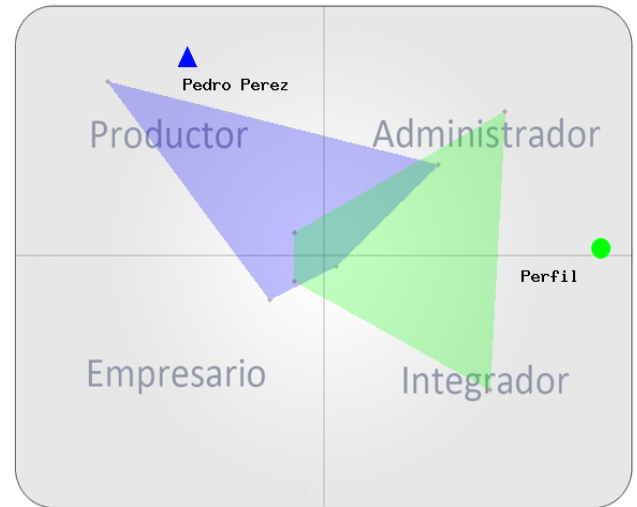 Pedro Perez
Productor
Administrador
Perfil
Empresario
Integrador